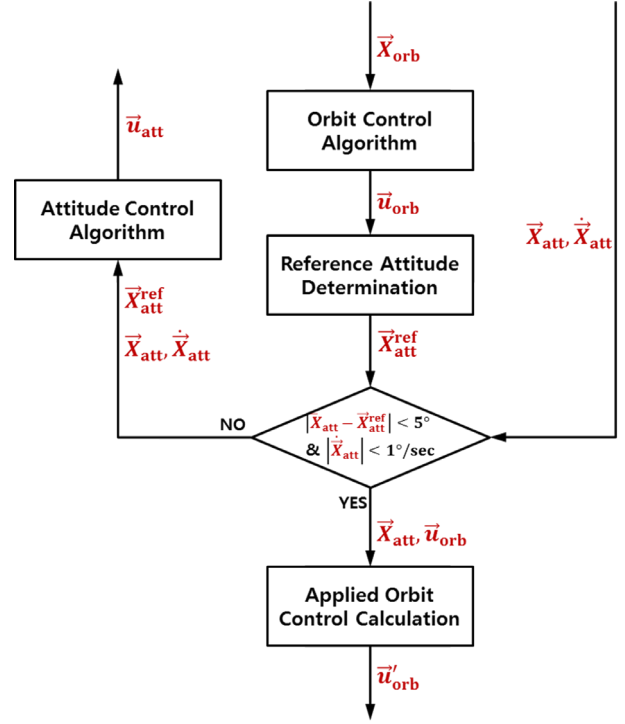 X⃗orb
Orbit Control
Algorithm
u⃗att
u⃗orb
Attitude Control
Algorithm
X⃗att, Ẋ⃗att
Reference Attitude
Determination
X⃗att^ref
X⃗att, Ẋ⃗att
X⃗att^ref
NO
|X⃗att − X⃗att^ref| < 5°
& |Ẋ⃗att| < 1°/sec
YES
X⃗att, u⃗orb
Applied Orbit
Control Calculation
u⃗′orb